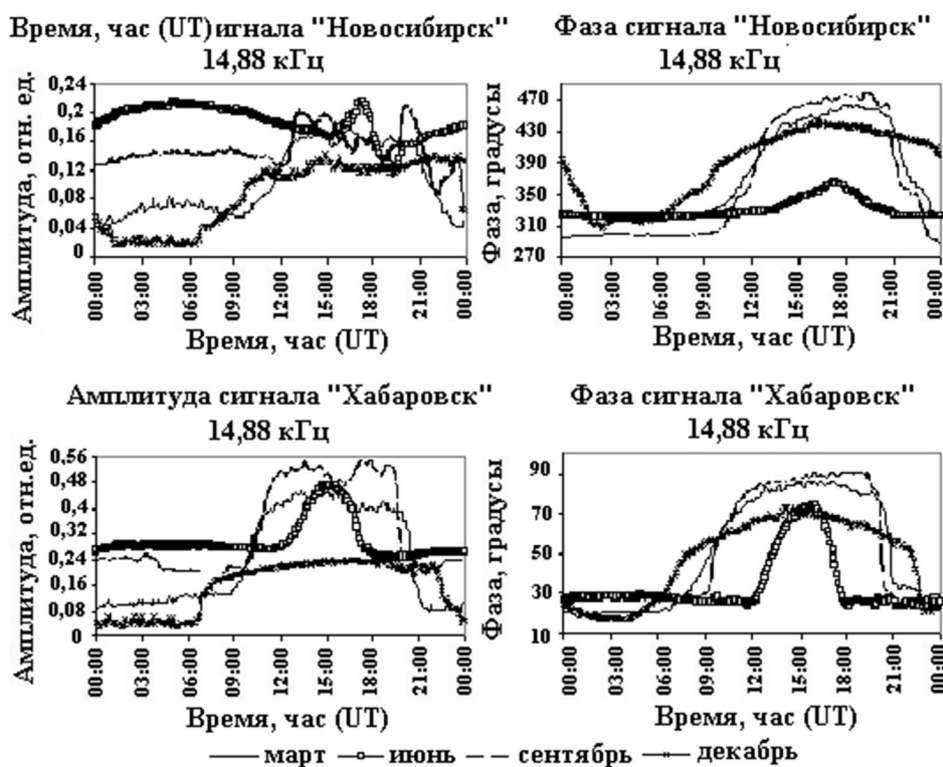 Время, час (UT)игнала "Новосибирск"
14,88 кГц
Амплитуда, отн. ед.
0,24
0,2
0,16
0,12
0,08
0,04
0
00:00 03:00 06:00 09:00 12:00 15:00 18:00 21:00 00:00
Время, час (UT)
Фаза сигнала "Новосибирск"
14,88 кГц
Фаза, градусы
470
430
390
350
310
270
00:00 03:00 06:00 09:00 12:00 15:00 18:00 21:00 00:00
Время, час (UT)
Амплитуда сигнала "Хабаровск"
14,88 кГц
Амплитуда, отн.ед.
0,56
0,48
0,4
0,32
0,24
0,16
0,08
0
00:00 03:00 06:00 09:00 12:00 15:00 18:00 21:00 00:00
Время, час (UT)
Фаза сигнала "Хабаровск"
14,88 кГц
Фаза, градусы
90
70
50
30
10
00:00 03:00 06:00 09:00 12:00 15:00 18:00 21:00 00:00
Время, час (UT)
март июнь сентябрь декабрь